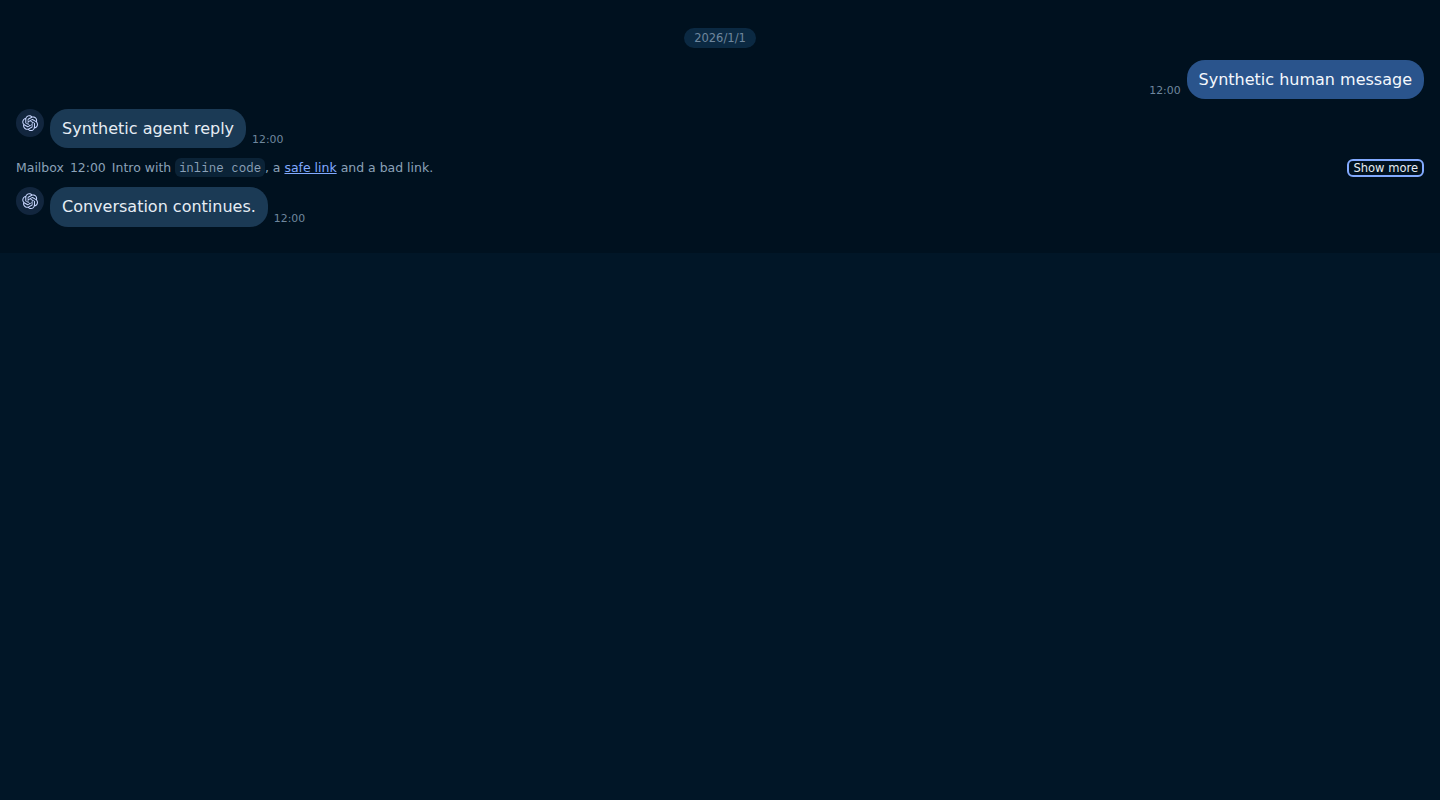 2026/1/1
12:00 Synthetic human message
Synthetic agent reply 12:00
Mailbox 12:00 Intro with inline code, a safe link and a bad link. Show more
Conversation continues. 12:00